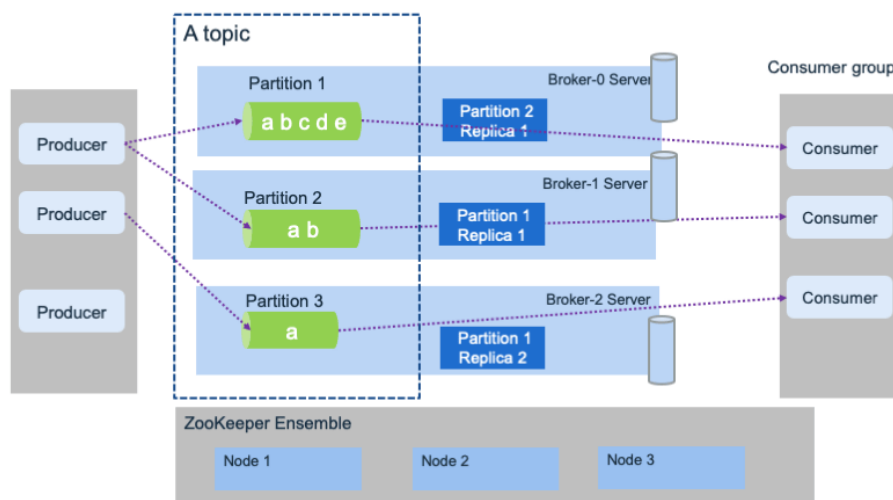 A topic
Partition 1
a b c d e
Broker-0 Server
Partition 2
Replica 1
Consumer group
Producer
Consumer
Partition 2
a b
Broker-1 Server
Partition 1
Replica 1
Producer
Consumer
Partition 3
a
Broker-2 Server
Partition 1
Replica 2
Producer
Consumer
ZooKeeper Ensemble
Node 1
Node 2
Node 3